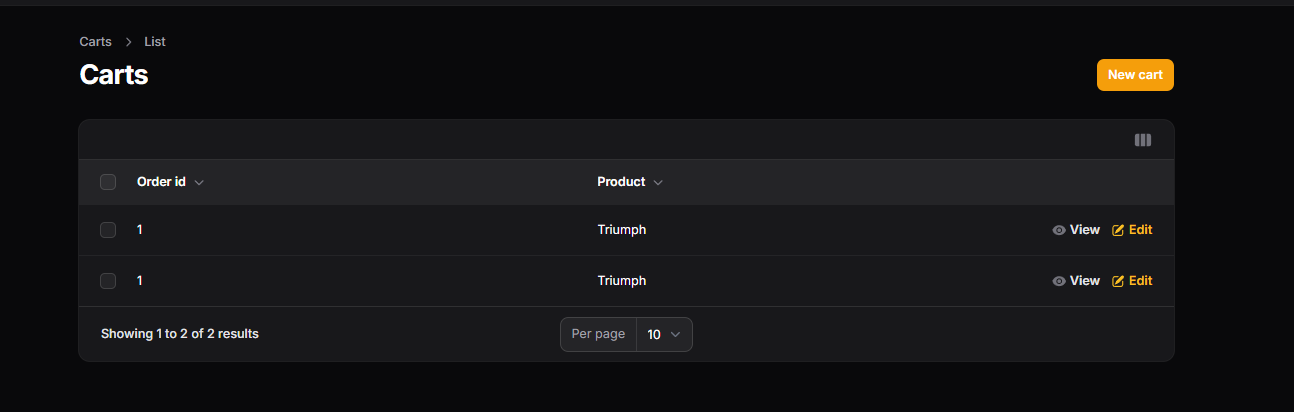 Carts > List
Carts
New cart
Order id Product
1 Triumph View Edit
1 Triumph View Edit
Showing 1 to 2 of 2 results Per page 10